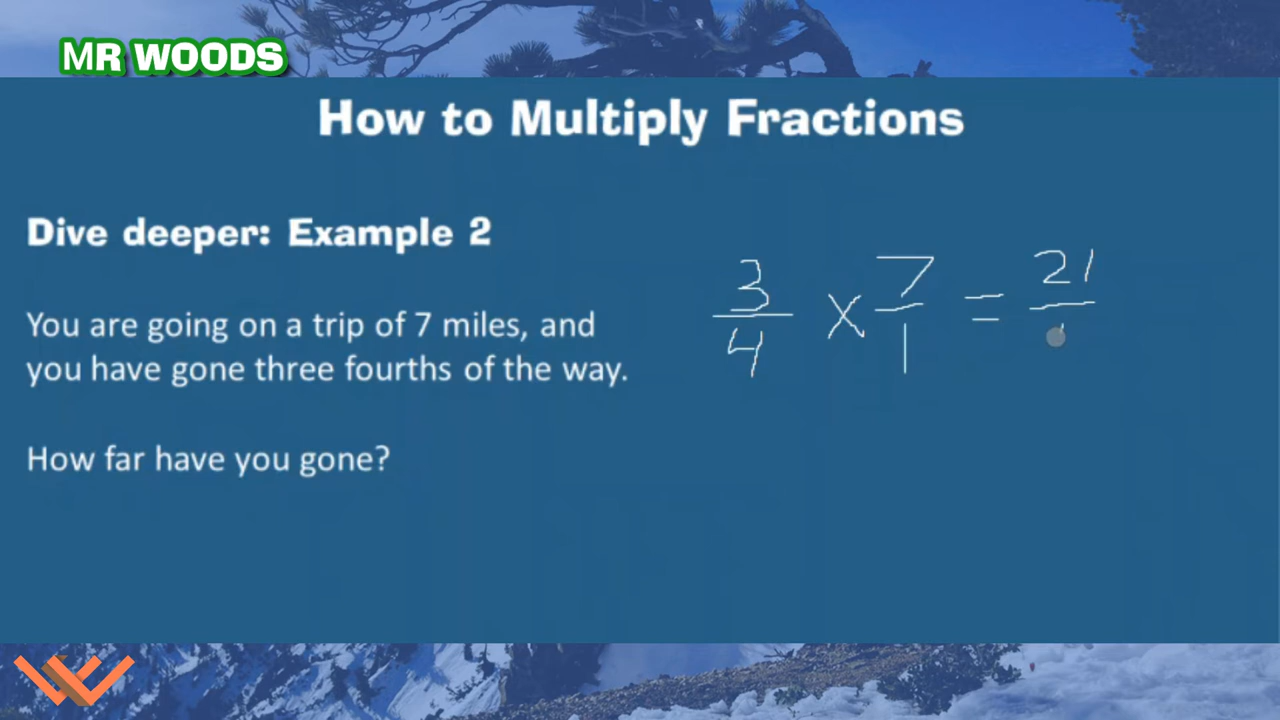 MR WOODS
How to Multiply Fractions
Dive deeper: Example 2
You are going on a trip of 7 miles, and
you have gone three fourths of the way.
How far have you gone?
3 7 21
— x — = —
4 1